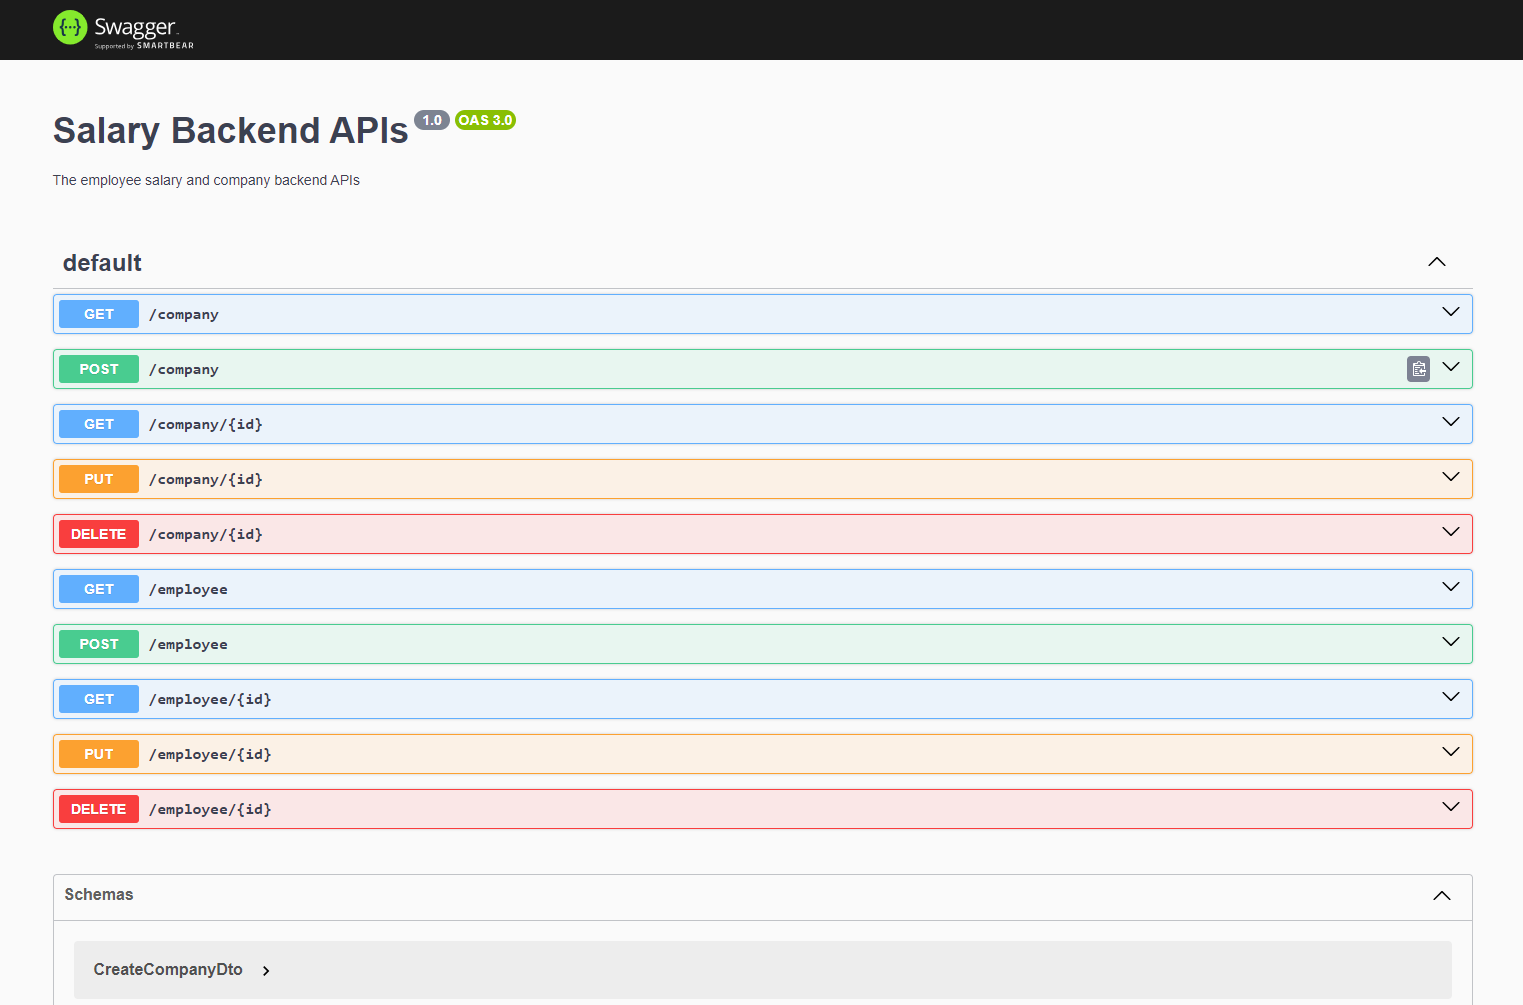 Swagger
Supported by SMARTBEAR
Salary Backend APIs 1.0 OAS 3.0
The employee salary and company backend APIs
default
GET /company
POST /company
GET /company/{id}
PUT /company/{id}
DELETE /company/{id}
GET /employee
POST /employee
GET /employee/{id}
PUT /employee/{id}
DELETE /employee/{id}
Schemas
CreateCompanyDto